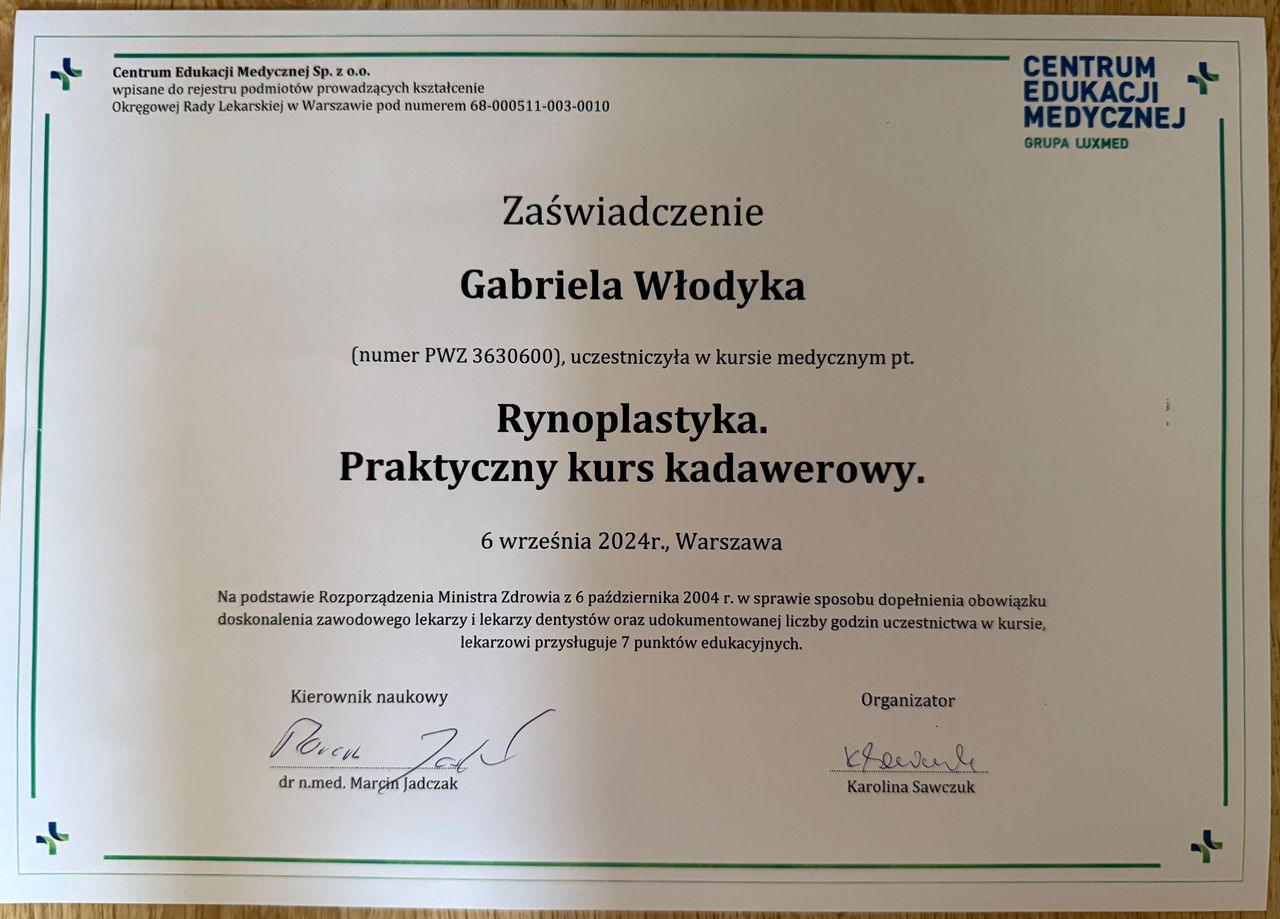 Centrum Edukacji Medycznej Sp. z o.o.
wpisane do rejestru podmiotów prowadzących kształcenie
Okręgowej Rady Lekarskiej w Warszawie pod numerem 68-000511-003-0010
CENTRUM
EDUKACJI
MEDYCZNEJ
GRUPA LUXMED
Zaświadczenie
Gabriela Włodyka
(numer PWZ 3630600), uczestniczyła w kursie medycznym pt.
Rynoplastyka.
Praktyczny kurs kadawerowy.
6 września 2024r., Warszawa
Na podstawie Rozporządzenia Ministra Zdrowia z 6 października 2004 r. w sprawie sposobu dopełnienia obowiązku
doskonalenia zawodowego lekarzy i lekarzy dentystów oraz udokumentowanej liczby godzin uczestnictwa w kursie,
lekarzowi przysługuje 7 punktów edukacyjnych.
Kierownik naukowy
dr n.med. Marcin Jadczak
Organizator
Karolina Sawczuk